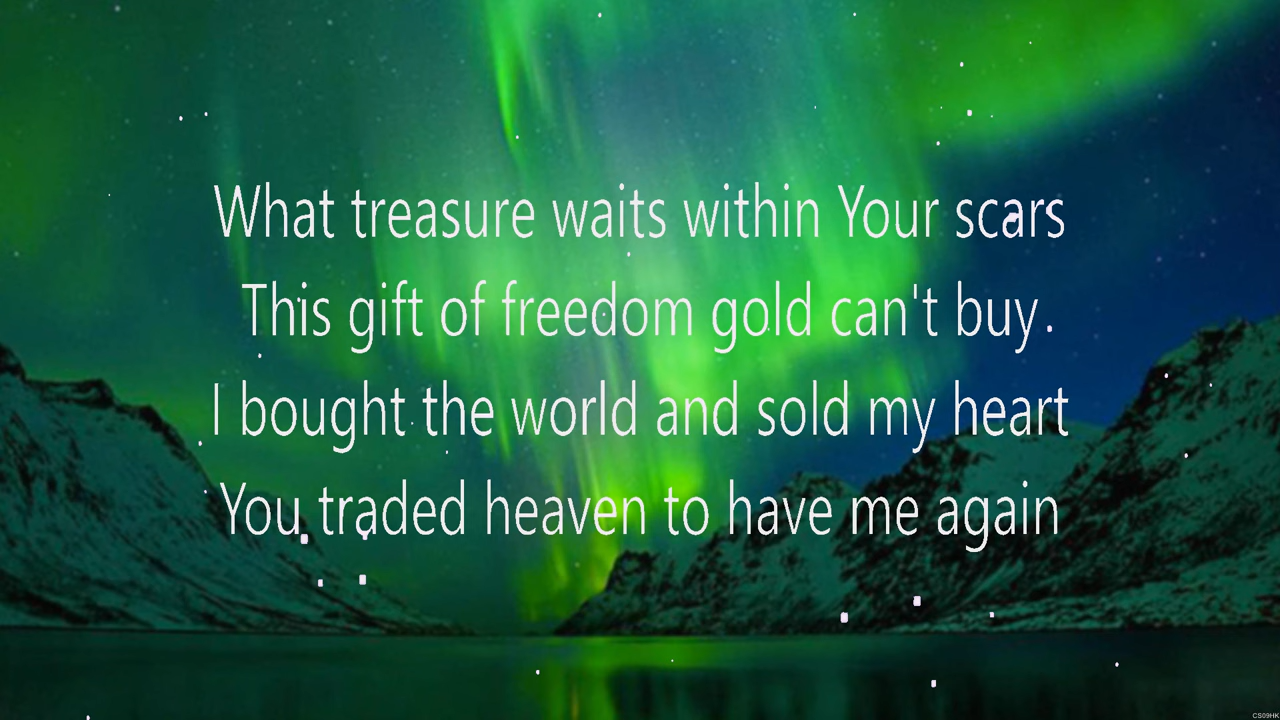 What treasure waits within Your scars
This gift of freedom gold can't buy
I bought the world and sold my heart
You traded heaven to have me again
CS09HK